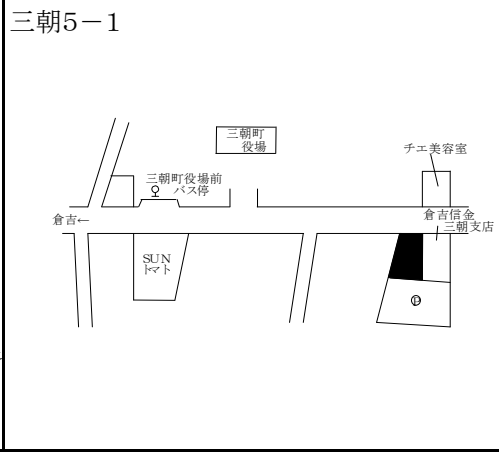 三朝5－1
三朝町
役場
チエ美容室
三朝町役場前
バス停
倉吉←
倉吉信金
三朝支店
SUN
トマト
P